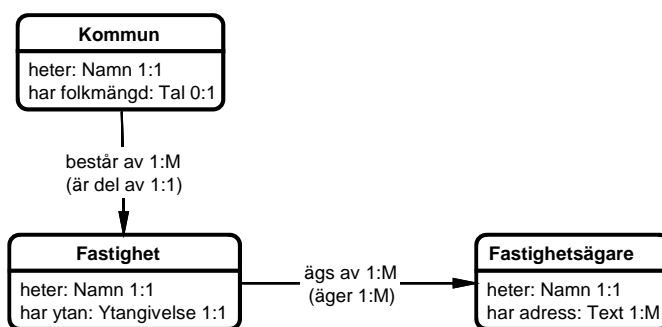 Kommun
heter: Namn 1:1
har folkmängd: Tal 0:1
består av 1:M
(är del av 1:1)
Fastighet
heter: Namn 1:1
har ytan: Ytangivelse 1:1
ägs av 1:M
(äger 1:M)
Fastighetsägare
heter: Namn 1:1
har adress: Text 1:M